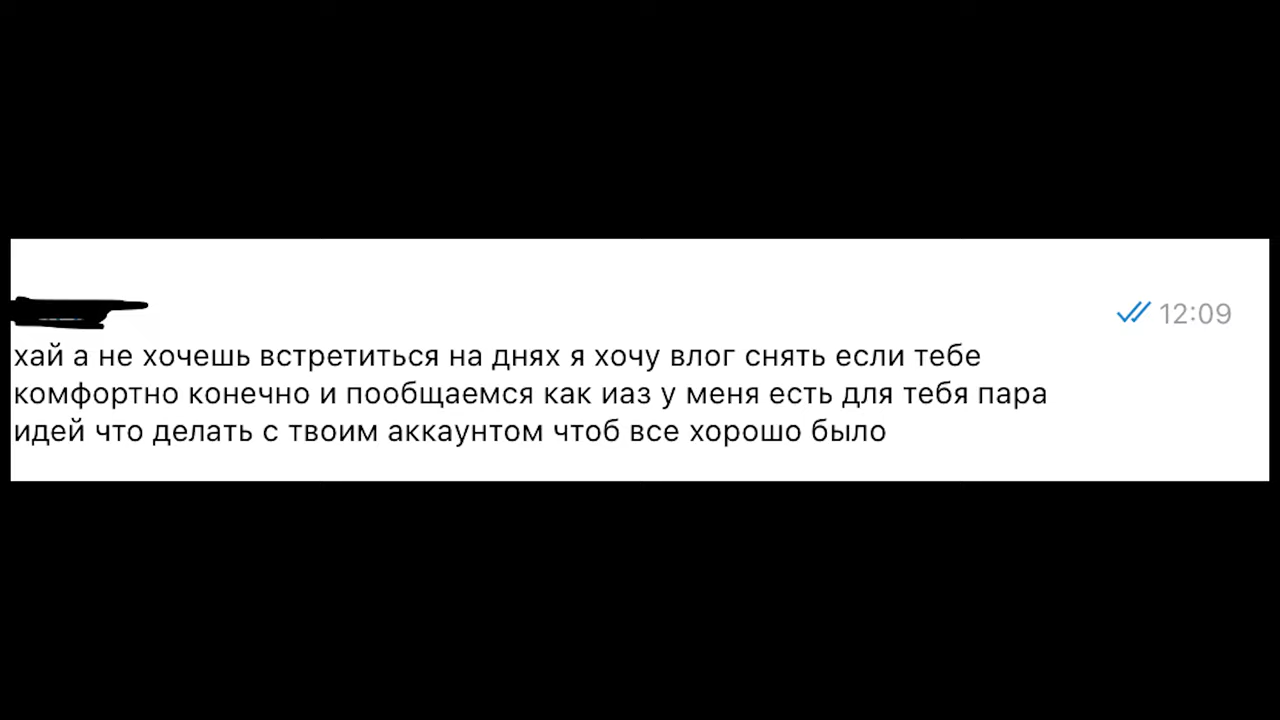 12:09
хай а не хочешь встретиться на днях я хочу влог снять если тебе
комфортно конечно и пообщаемся как иаз у меня есть для тебя пара
идей что делать с твоим аккаунтом чтоб все хорошо было